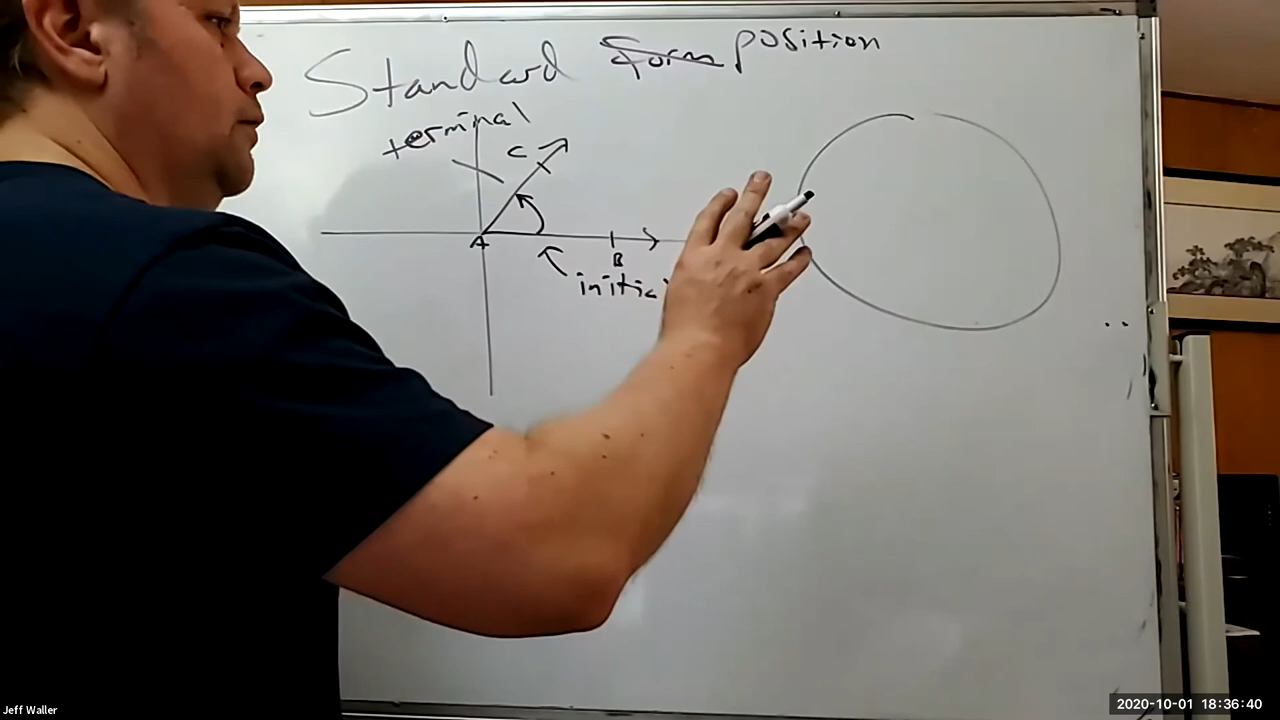 Standard form position
terminal
C
A
B
initial
Jeff Waller
2020-10-01 18:36:40